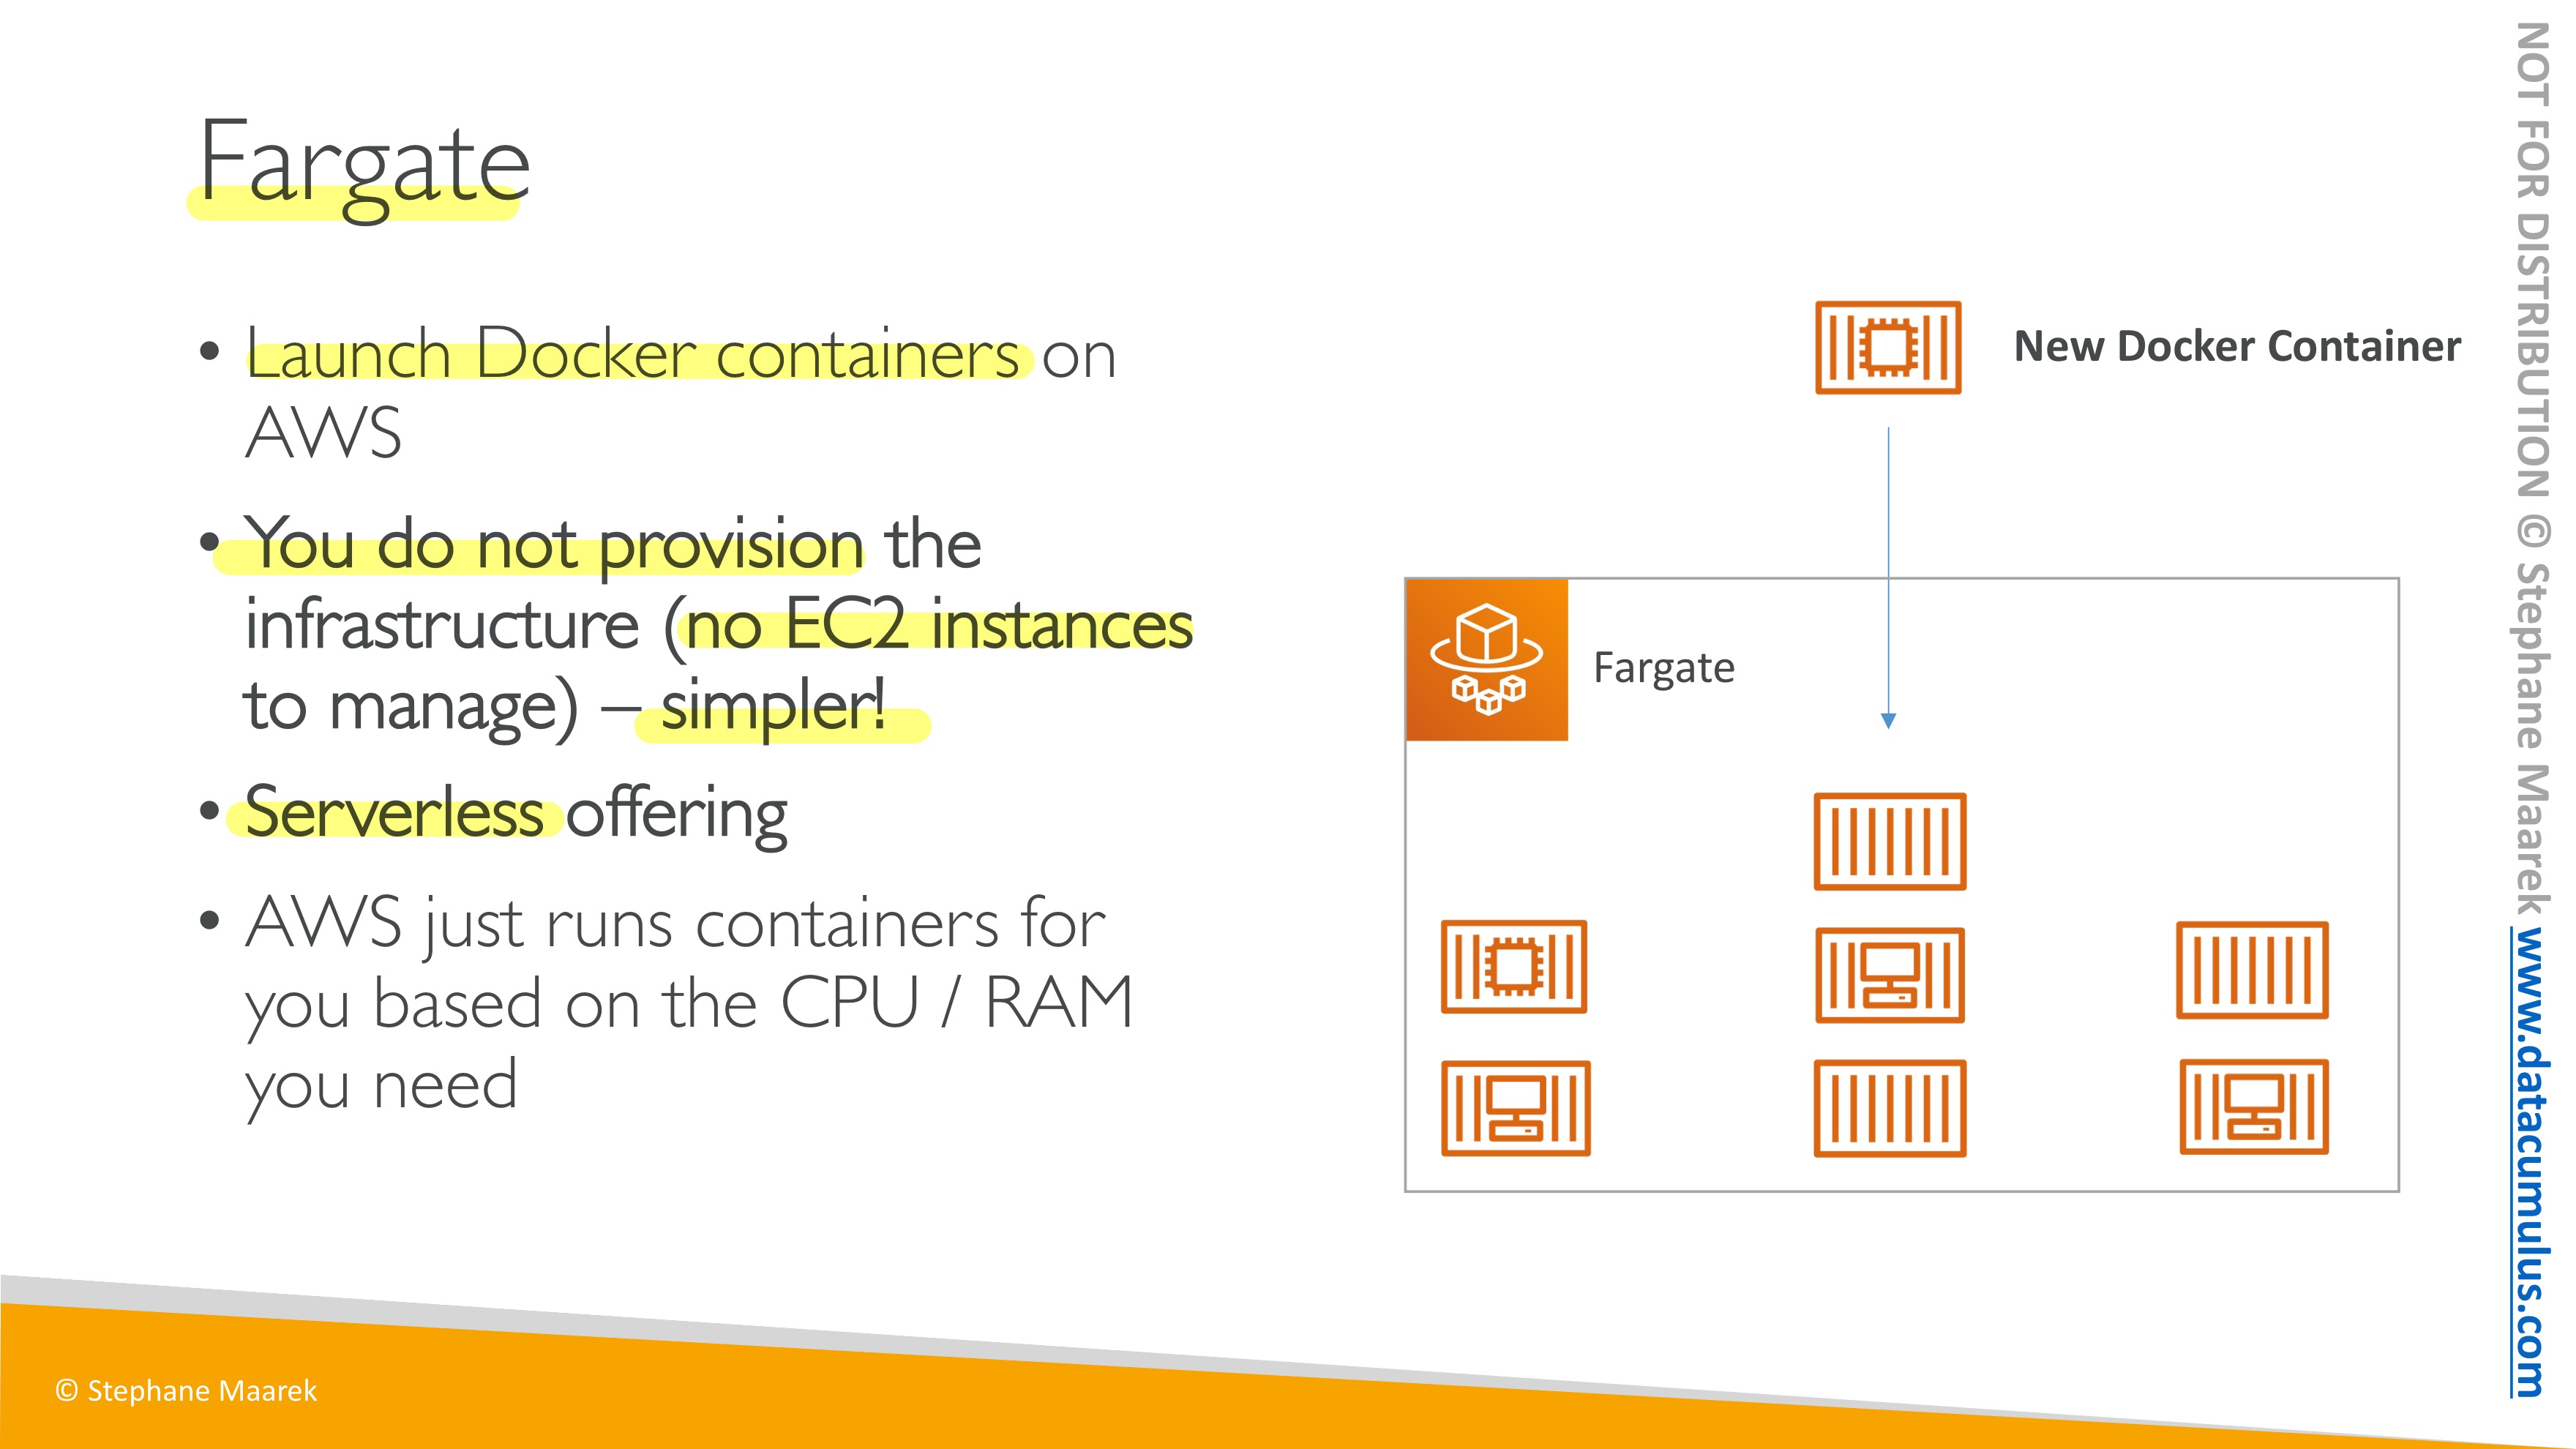 Fargate
• Launch Docker containers on
AWS
• You do not provision the
infrastructure (no EC2 instances
to manage) – simpler!
• Serverless offering
• AWS just runs containers for
you based on the CPU / RAM
you need
New Docker Container
Fargate
© Stephane Maarek
NOT FOR DISTRIBUTION © Stephane Maarek www.datacumulus.com